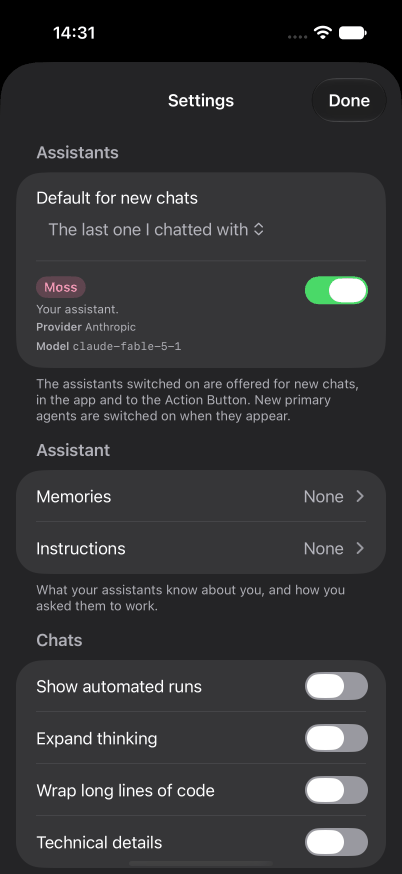 14:31
Settings
Done
Assistants
Default for new chats
The last one I chatted with
Moss
Your assistant.
Provider Anthropic
Model claude-fable-5-1
The assistants switched on are offered for new chats,
in the app and to the Action Button. New primary
agents are switched on when they appear.
Assistant
Memories None
Instructions None
What your assistants know about you, and how you
asked them to work.
Chats
Show automated runs
Expand thinking
Wrap long lines of code
Technical details